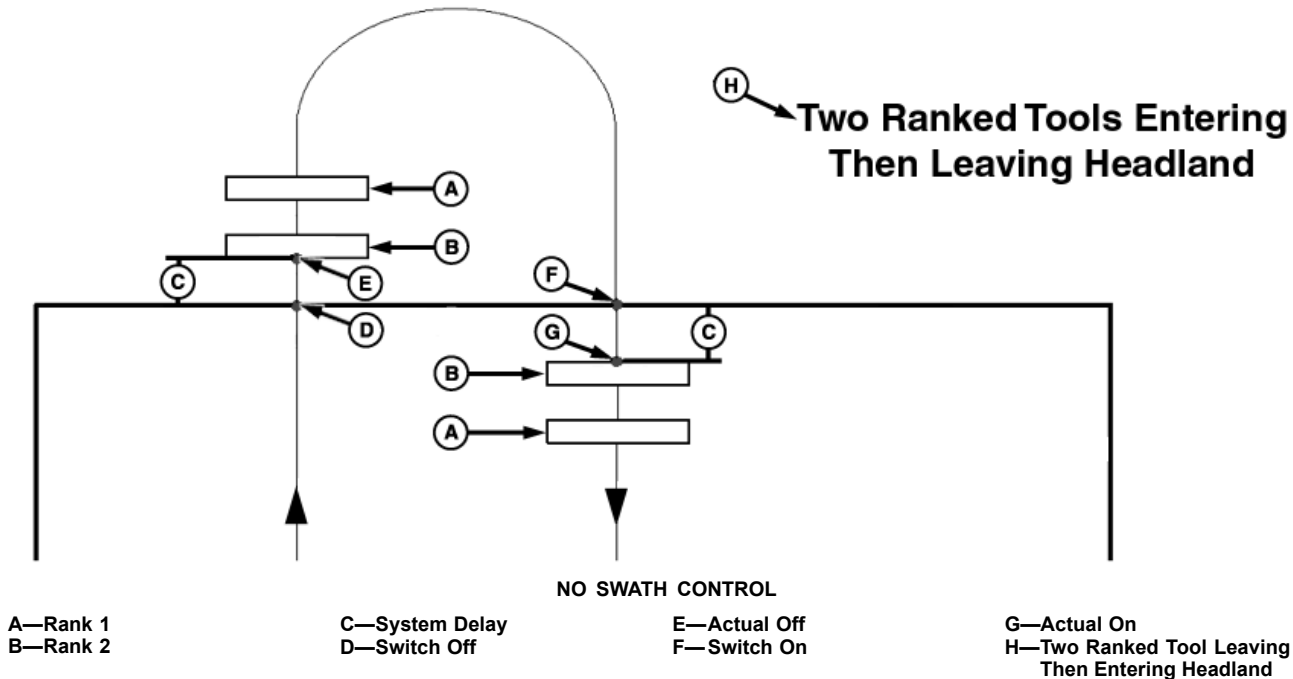 H
Two Ranked Tools Entering
Then Leaving Headland
A
B
C
E
F
D
G
C
B
A
NO SWATH CONTROL
A—Rank 1
B—Rank 2
C—System Delay
D—Switch Off
E—Actual Off
F—Switch On
G—Actual On
H—Two Ranked Tool Leaving
Then Entering Headland